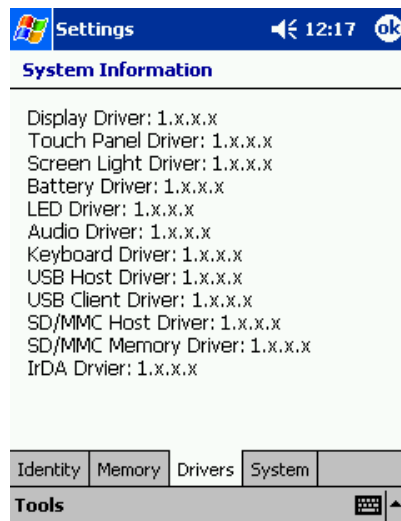 Settings 12:17 ok
System Information
Display Driver: 1.x.x.x
Touch Panel Driver: 1.x.x.x
Screen Light Driver: 1.x.x.x
Battery Driver: 1.x.x.x
LED Driver: 1.x.x.x
Audio Driver: 1.x.x.x
Keyboard Driver: 1.x.x.x
USB Host Driver: 1.x.x.x
USB Client Driver: 1.x.x.x
SD/MMC Host Driver: 1.x.x.x
SD/MMC Memory Driver: 1.x.x.x
IrDA Drvier: 1.x.x.x
Identity Memory Drivers System
Tools